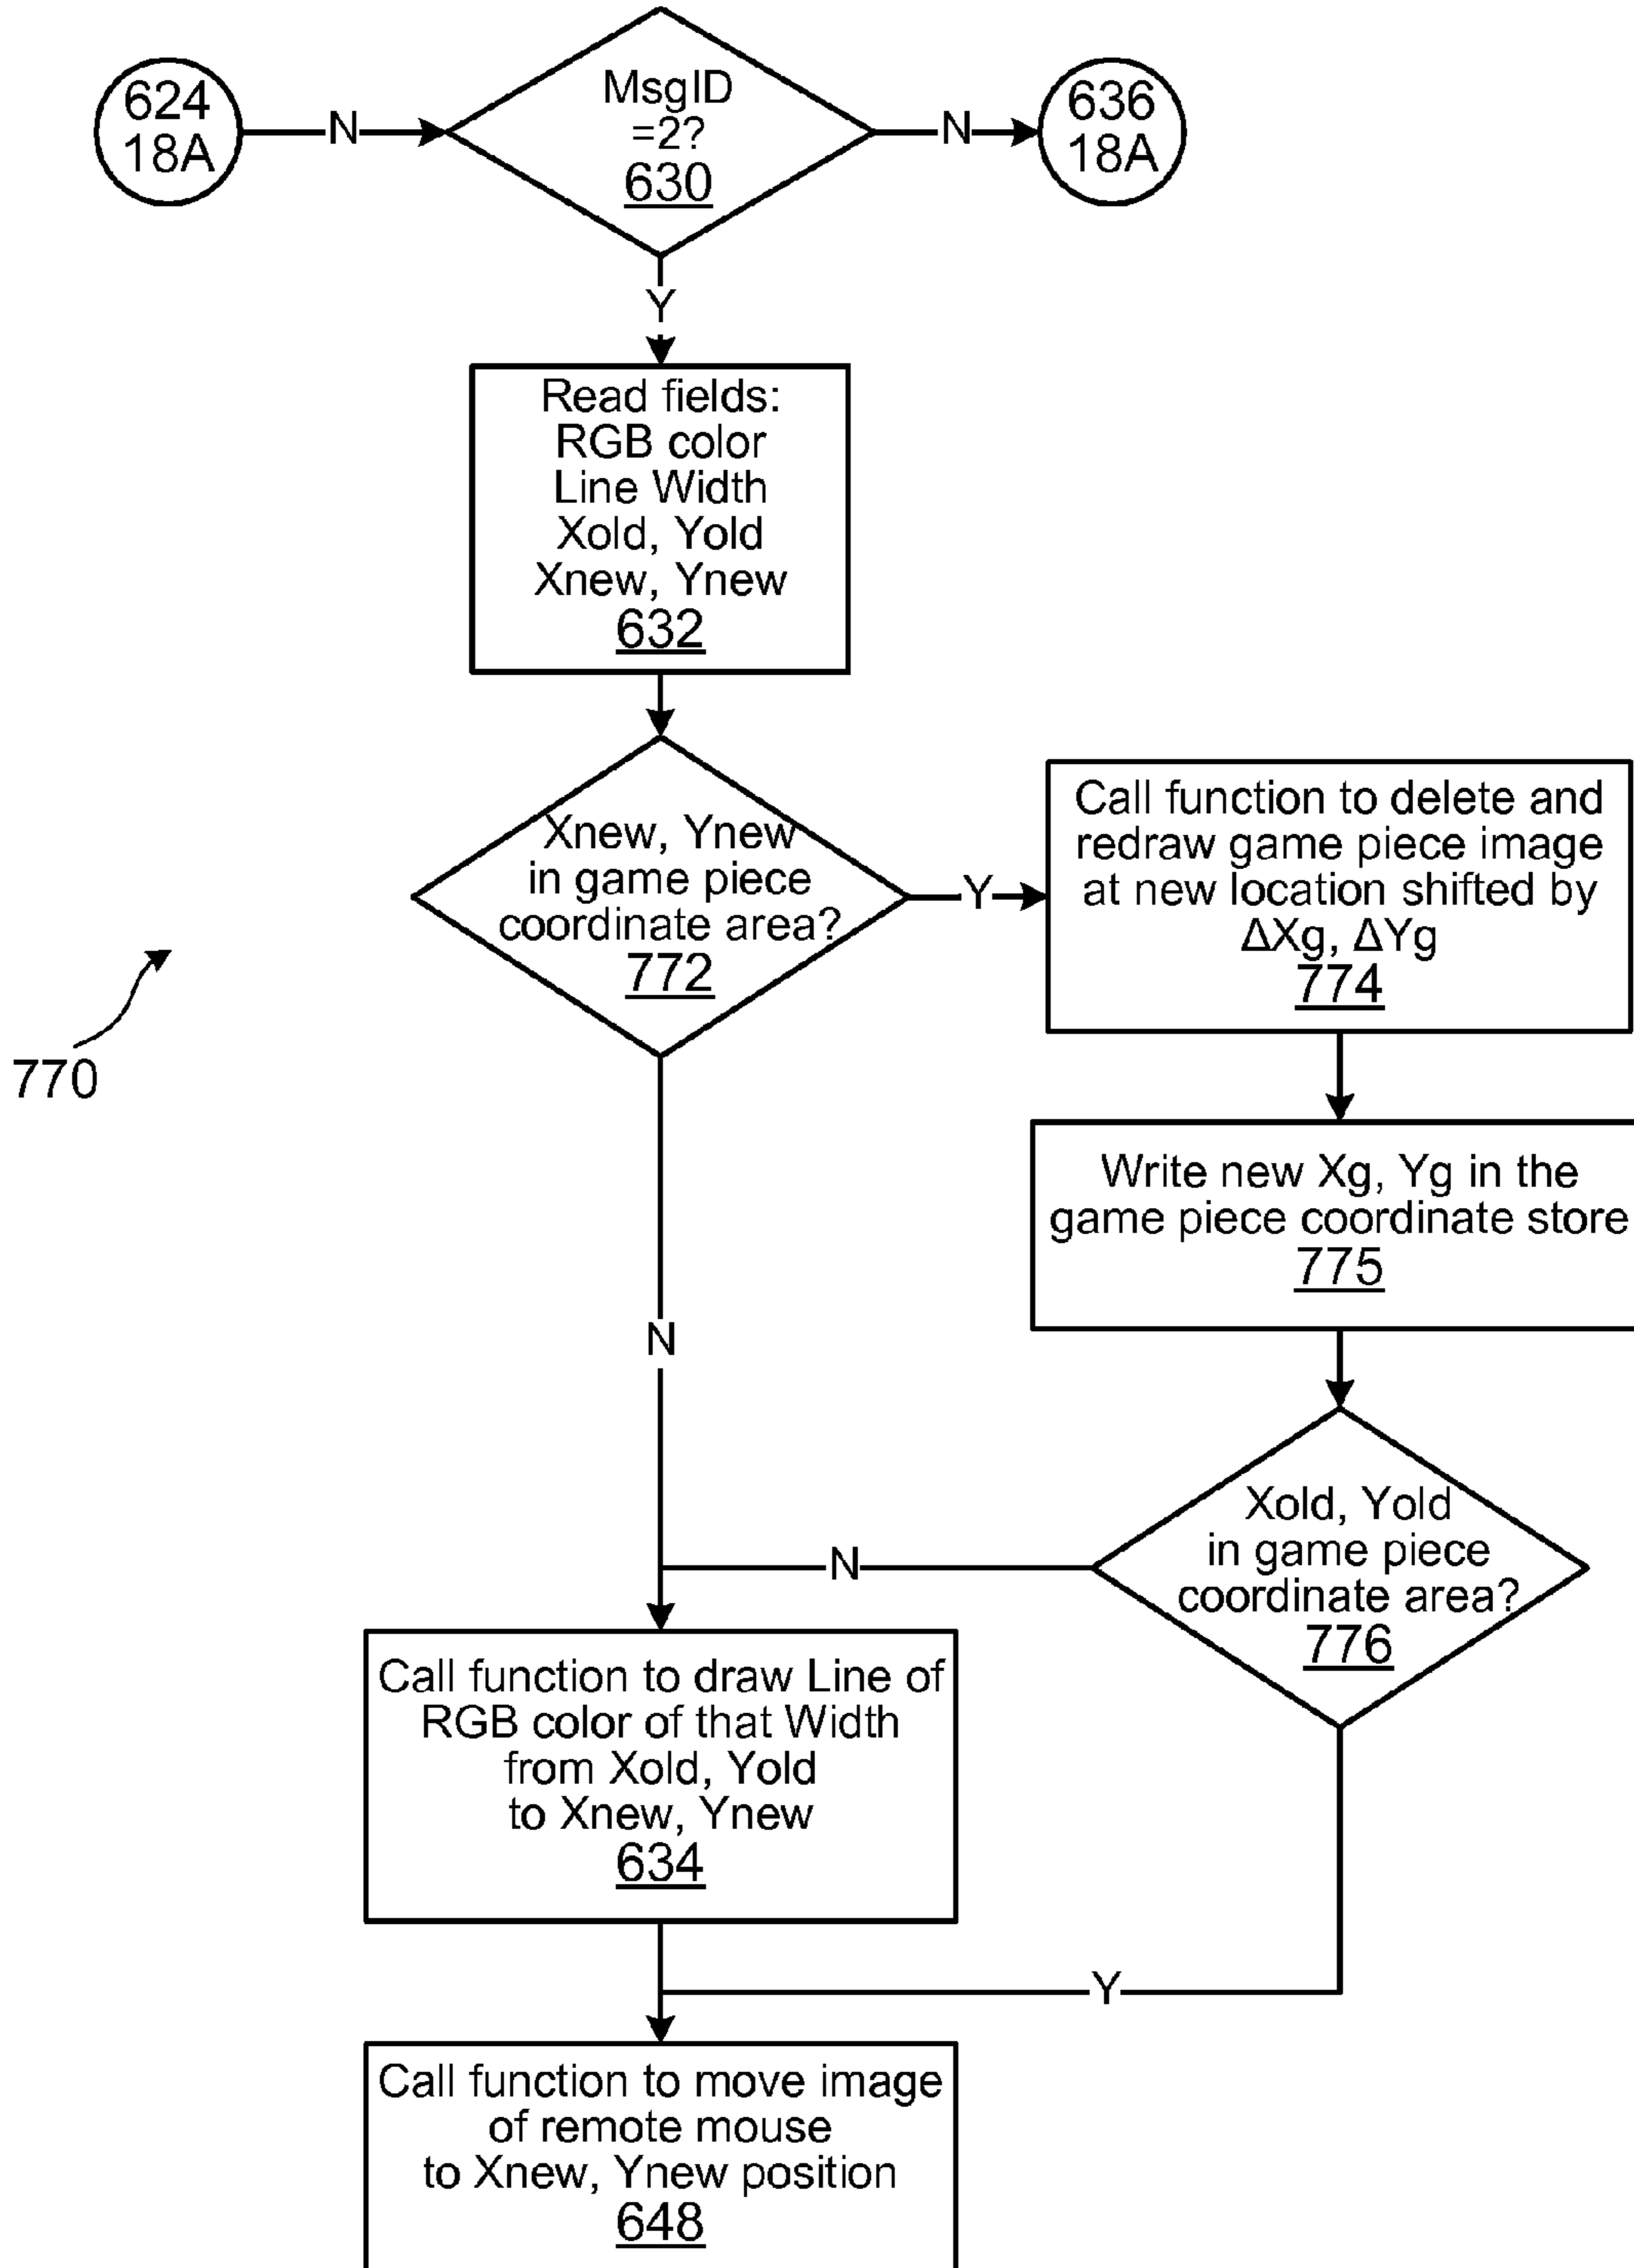 624
18A
N
MsgID
=2?
630
N
636
18A
Y
Read fields:
RGB color
Line Width
Xold, Yold
Xnew, Ynew
632
Xnew, Ynew
in game piece
coordinate area?
772
Y
Call function to delete and
redraw game piece image
at new location shifted by
ΔXg, ΔYg
774
770
Write new Xg, Yg in the
game piece coordinate store
775
N
Xold, Yold
in game piece
coordinate area?
776
N
Call function to draw Line of
RGB color of that Width
from Xold, Yold
to Xnew, Ynew
634
Y
Call function to move image
of remote mouse
to Xnew, Ynew position
648